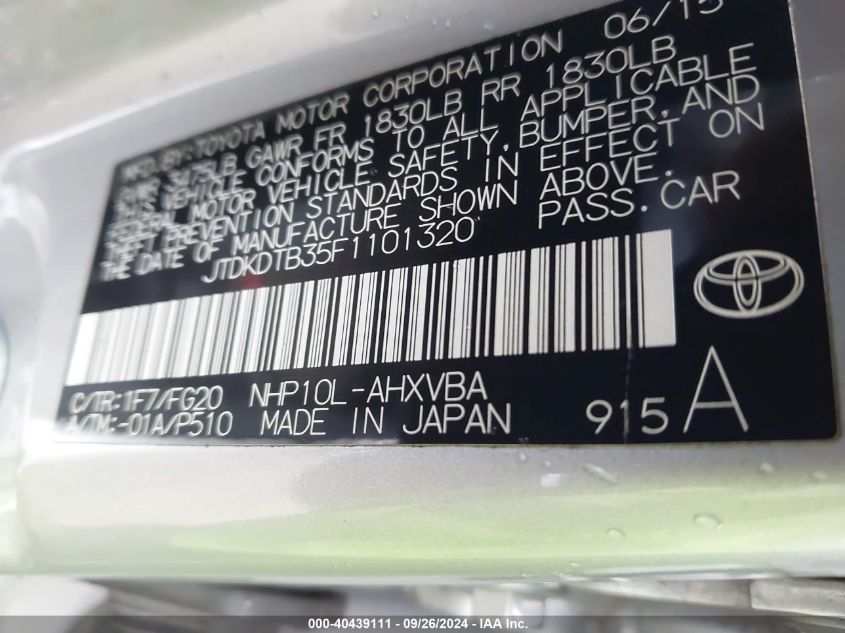 MFD.BY:TOYOTA MOTOR CORPORATION 06/15
GVWR 3475LB GAWR FR 1830LB RR 1830LB
THIS VEHICLE CONFORMS TO ALL APPLICABLE
FEDERAL MOTOR VEHICLE SAFETY,BUMPER,AND
THEFT PREVENTION STANDARDS IN EFFECT ON
THE DATE OF MANUFACTURE SHOWN ABOVE.
JTDKDTB35F1101320 PASS.CAR
C/TR:1F7/FG20 NHP10L-AHXVBA
A/TM:-01A/P510 MADE IN JAPAN 915 A
000-40439111 - 09/26/2024 - IAA Inc.